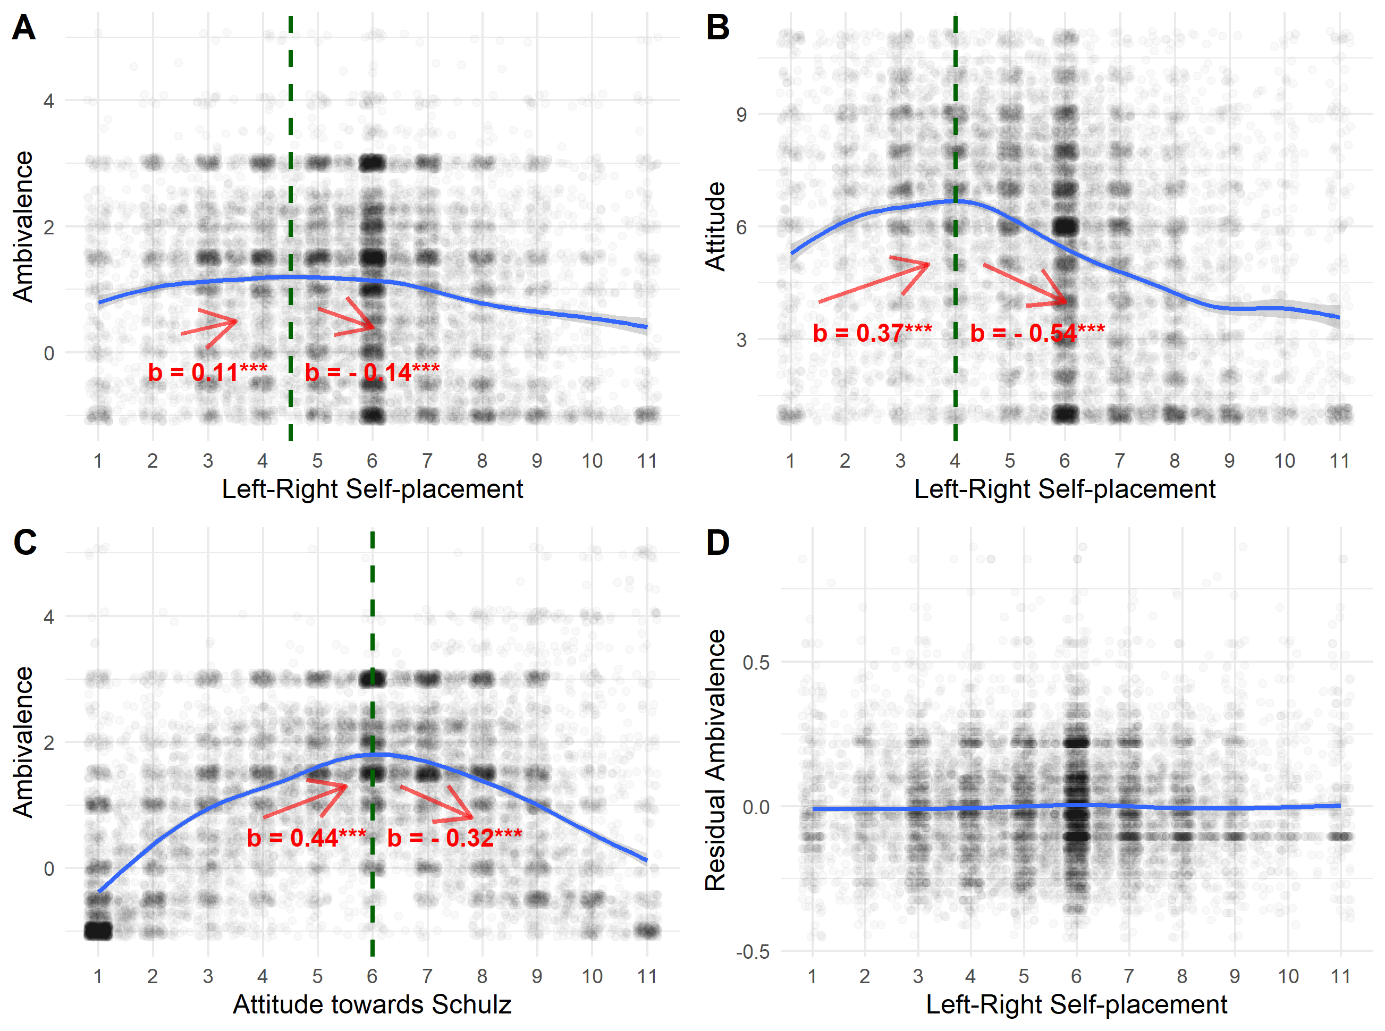 A
Ambivalence
4
2
0
b = 0.11***
b = - 0.14***
1 2 3 4 5 6 7 8 9 10 11
Left-Right Self-placement
B
Attitude
9
6
3
b = 0.37***
b = - 0.54***
1 2 3 4 5 6 7 8 9 10 11
Left-Right Self-placement
C
Ambivalence
4
2
0
b = 0.44***
b = - 0.32***
1 2 3 4 5 6 7 8 9 10 11
Attitude towards Schulz
D
Residual Ambivalence
0.5
0.0
-0.5
1 2 3 4 5 6 7 8 9 10 11
Left-Right Self-placement